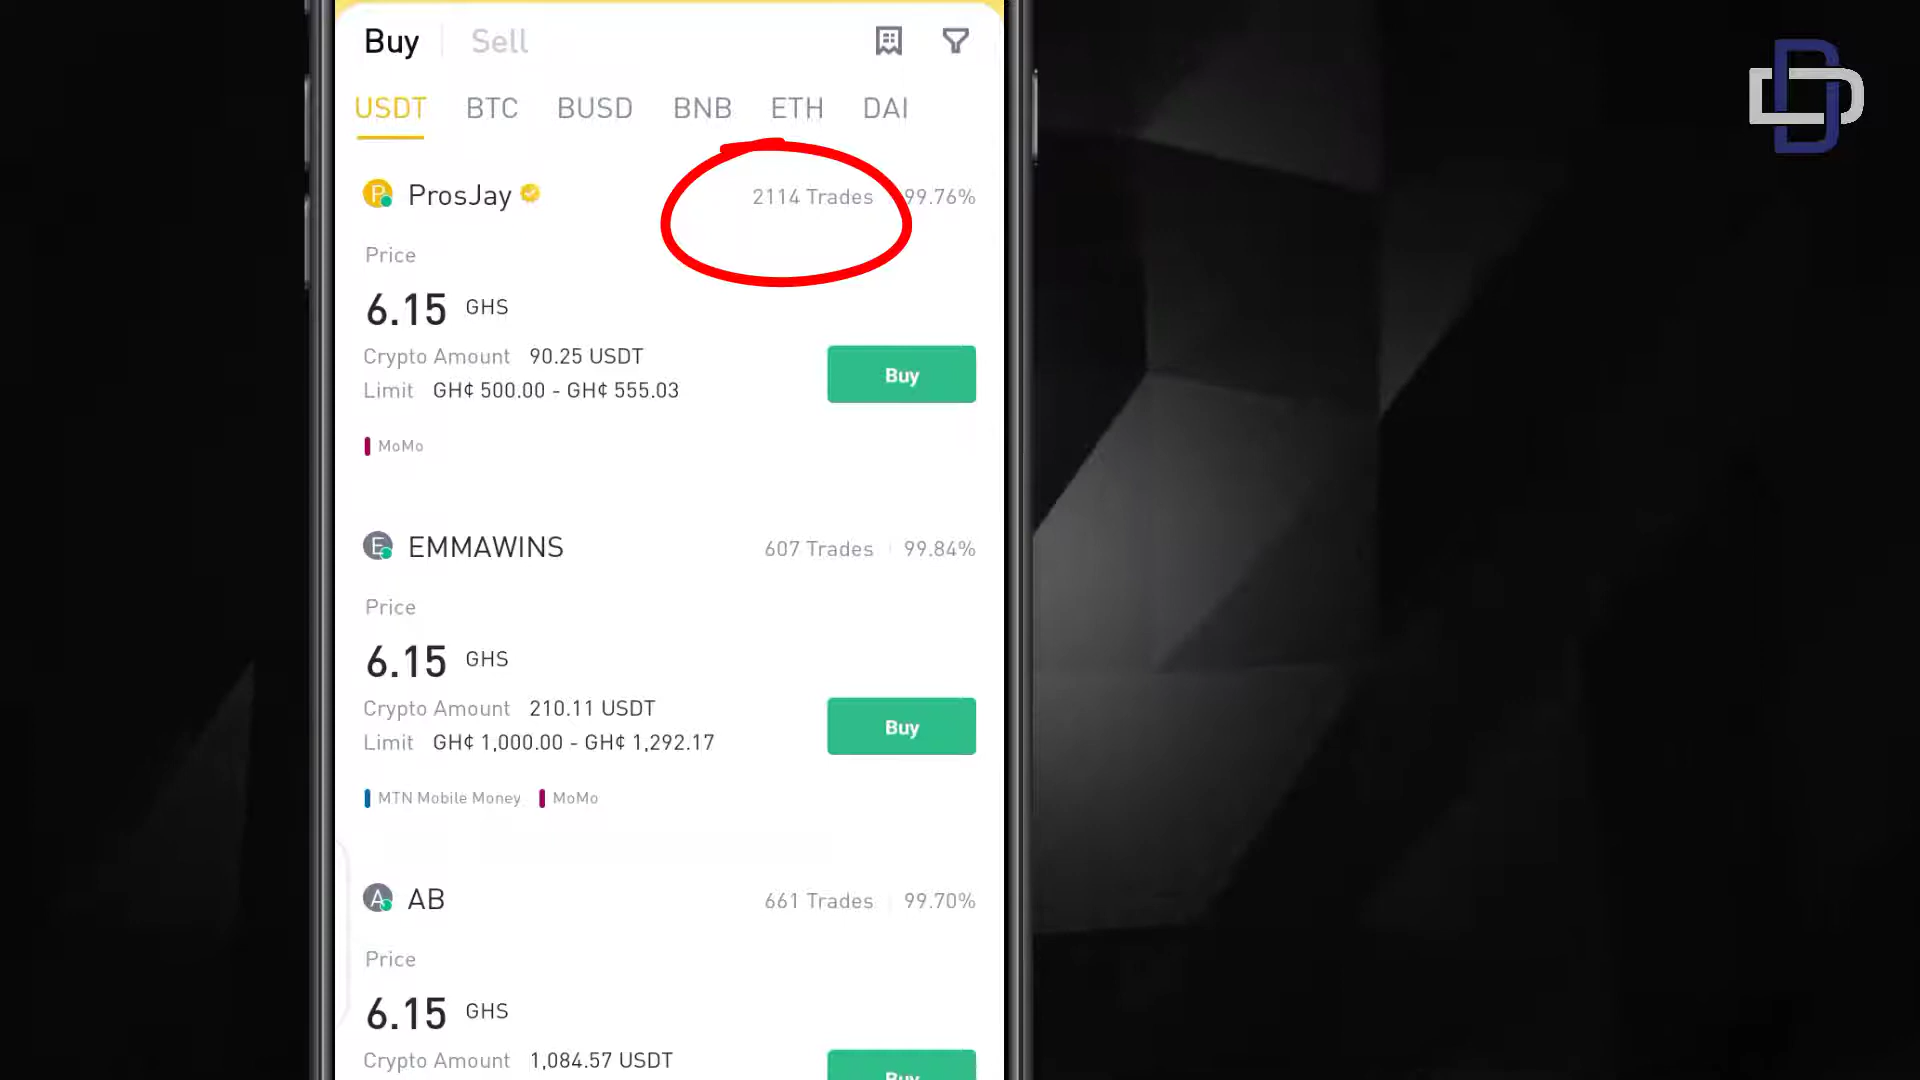 Buy Sell
USDT BTC BUSD BNB ETH DAI
P ProsJay 2114 Trades 99.76%
Price
6.15 GHS
Crypto Amount 90.25 USDT
Limit GH¢ 500.00 - GH¢ 555.03
Buy
MoMo
E EMMAWINS 607 Trades 99.84%
Price
6.15 GHS
Crypto Amount 210.11 USDT
Limit GH¢ 1,000.00 - GH¢ 1,292.17
Buy
MTN Mobile Money MoMo
A AB 661 Trades 99.70%
Price
6.15 GHS
Crypto Amount 1,084.57 USDT
Buy